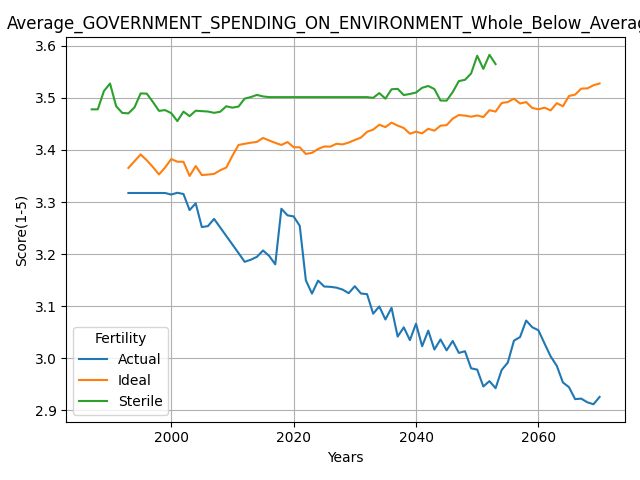 Average_GOVERNMENT_SPENDING_ON_ENVIRONMENT_Whole_Below_Averag
3.6
3.5
3.4
3.3
3.2
3.1
3.0
2.9
Score(1-5)
Fertility
Actual
Ideal
Sterile
2000 2020 2040 2060
Years